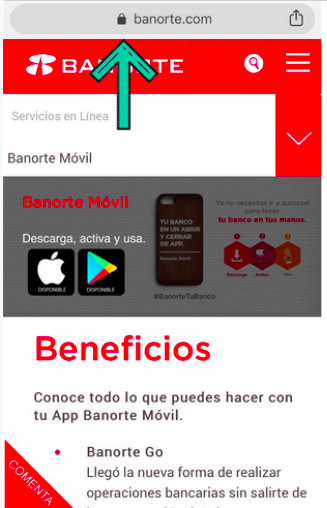 banorte.com
BANORTE
Servicios en Línea
Banorte Móvil
Banorte Móvil
Descarga, activa y usa.
DISPONIBLE
DISPONIBLE
TU BANCO
EN UN ABRIR
Y CERRAR
DE APP.
Banorte Móvil
#BanorteTuBanco
Ya no necesitas ir a sucursal
para tener
tu banco en tus manos.
1 2 3
Descarga Activa Usa
Beneficios
Conoce todo lo que puedes hacer con
tu App Banorte Móvil.
• Banorte Go
Llegó la nueva forma de realizar
operaciones bancarias sin salirte de
COMENTA